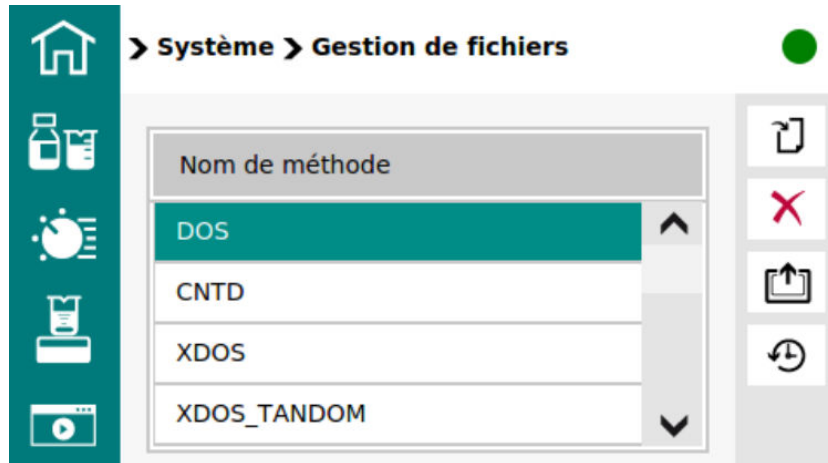 Système Gestion de fichiers
Nom de méthode
DOS
CNTD
XDOS
XDOS_TANDOM